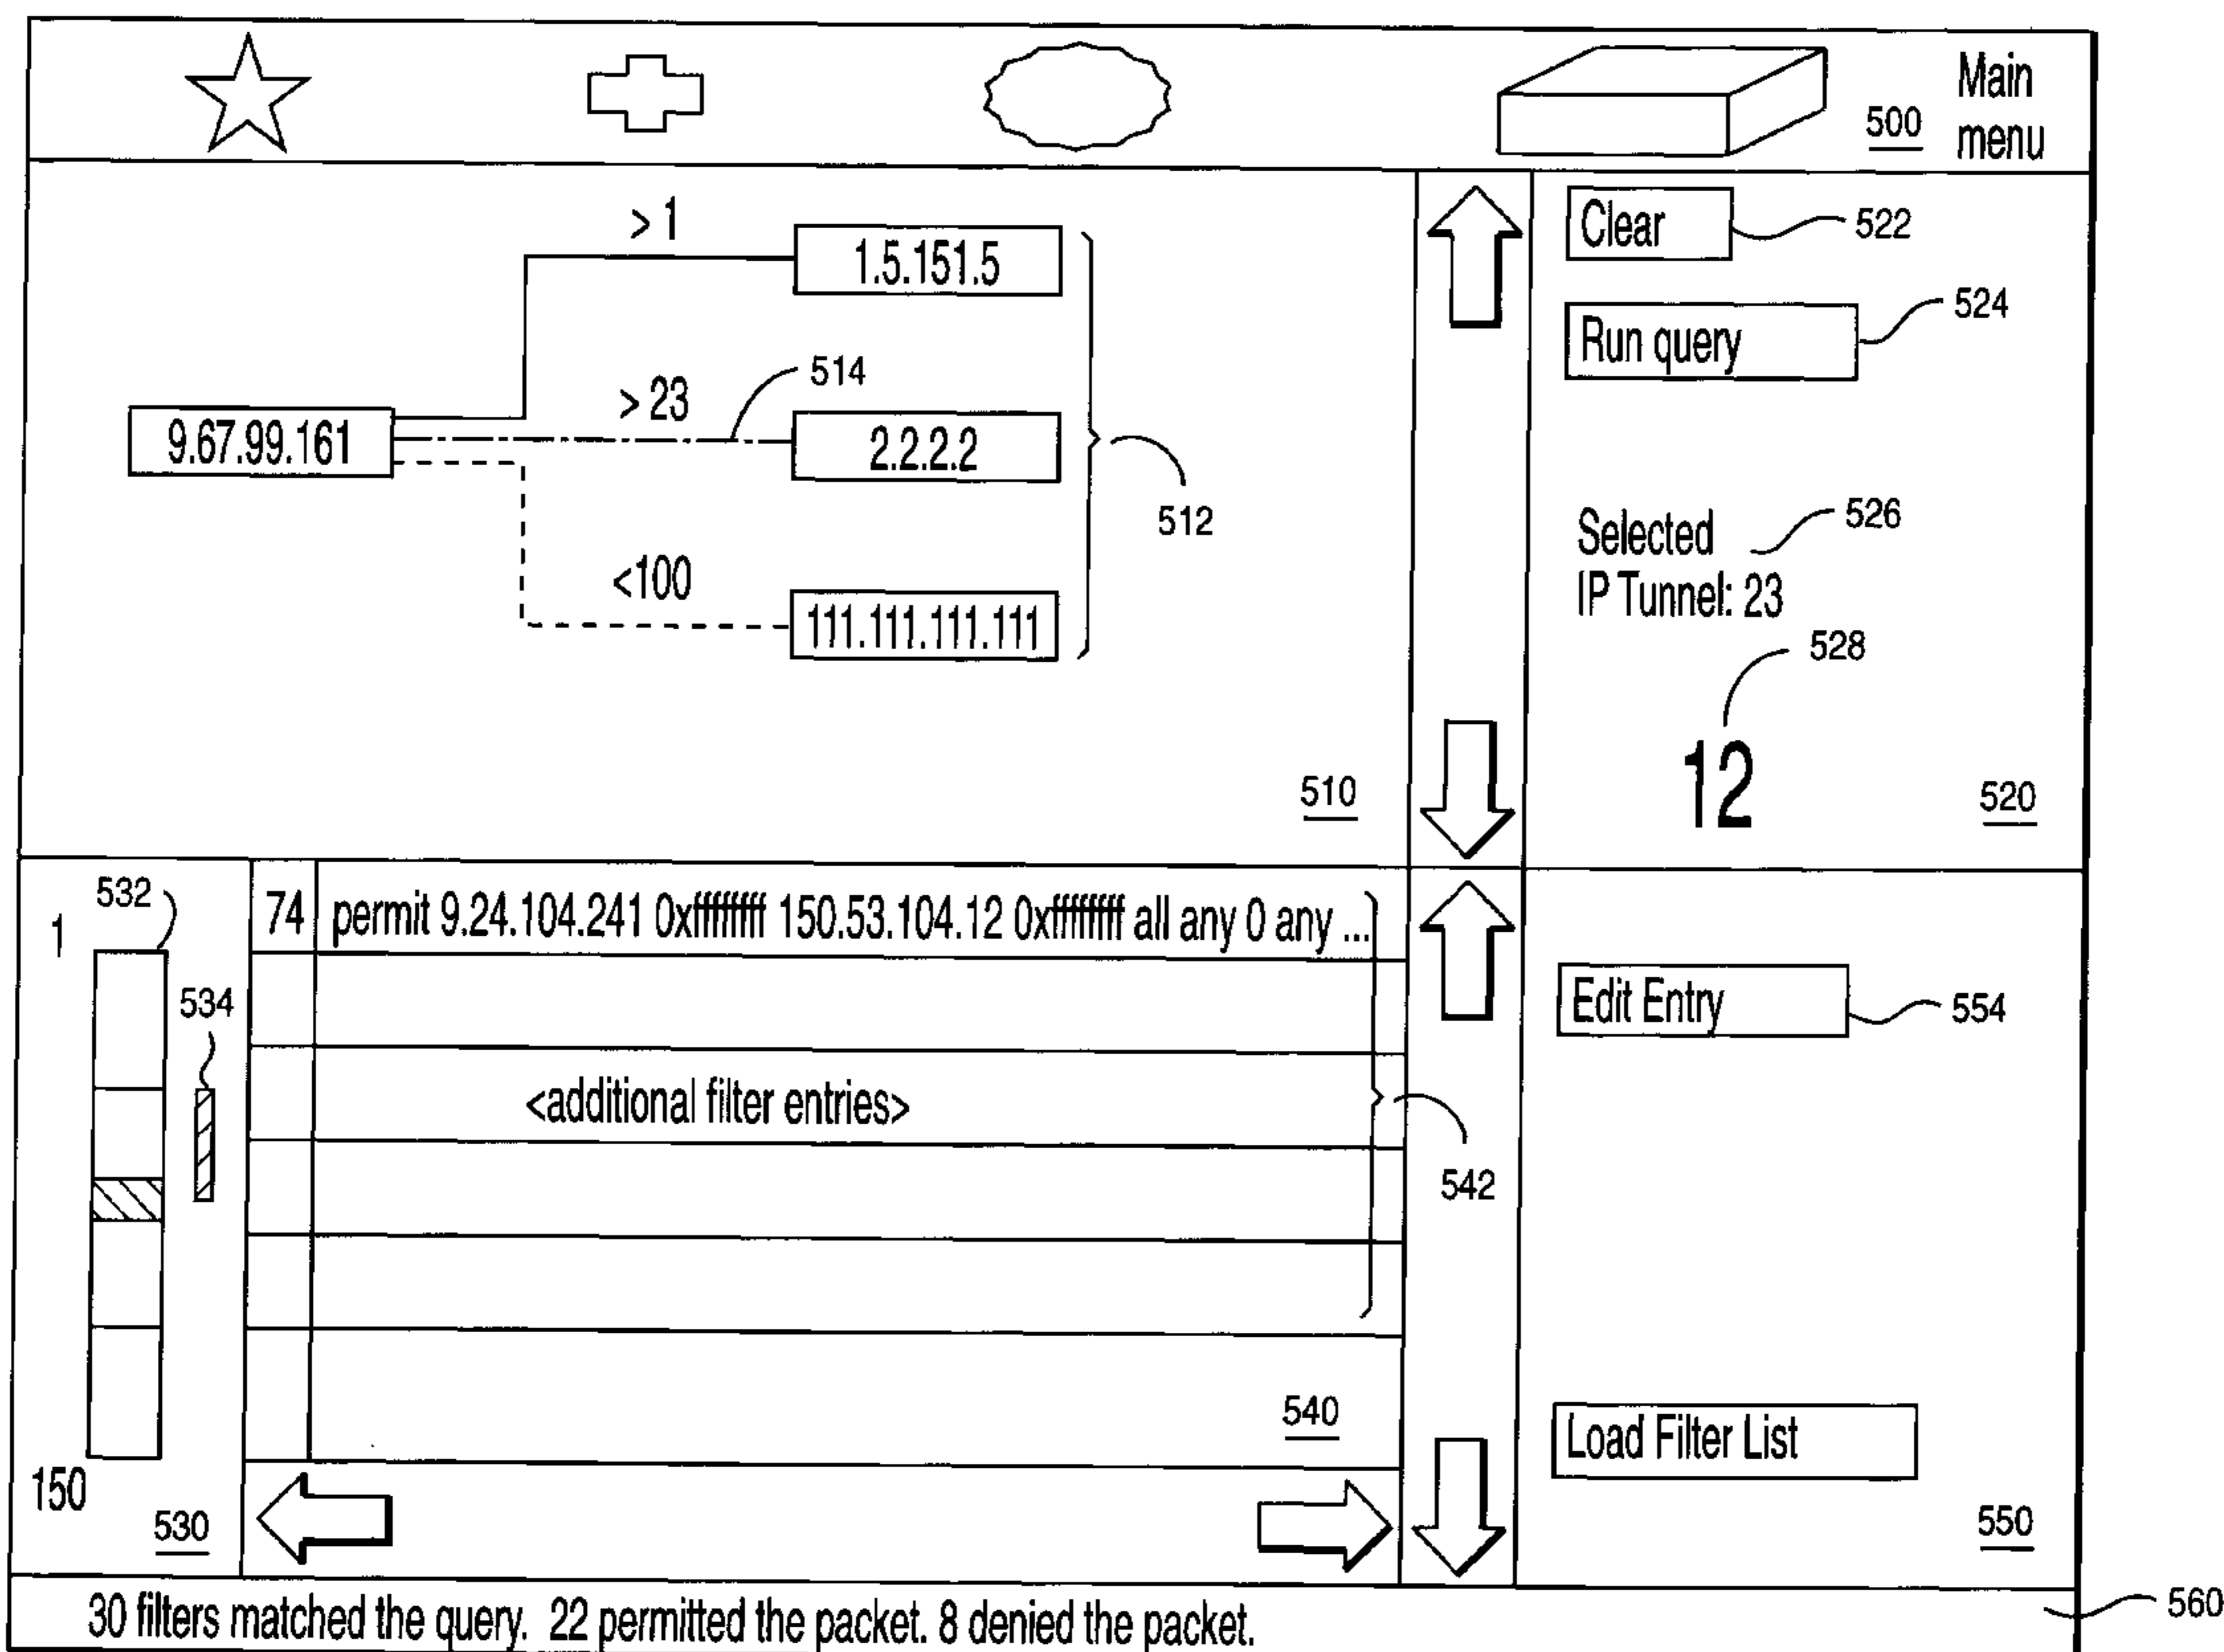 Main
menu
500
> 1
1.5.151.5
Clear
522
Run query
524
> 23
514
9.67.99.161
2.2.2.2
512
Selected
IP Tunnel: 23
526
<100
111.111.111.111
528
12
510
520
532
1
74 permit 9.24.104.241 0xffffffff 150.53.104.12 0xffffffff all any 0 any ...
534
Edit Entry
554
<additional filter entries>
542
540
Load Filter List
150
530
550
30 filters matched the query. 22 permitted the packet. 8 denied the packet.
560